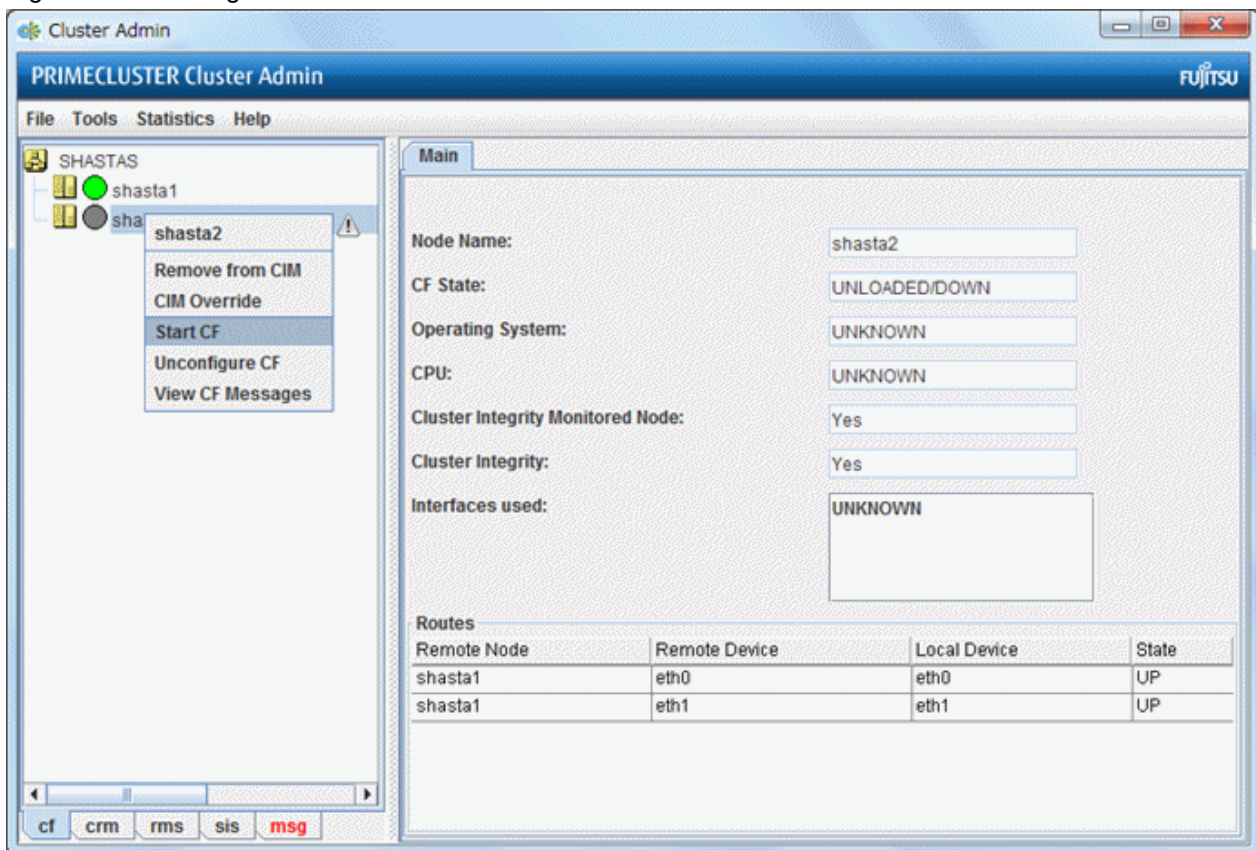 Cluster Admin
PRIMECLUSTER Cluster Admin
FUJITSU
File Tools Statistics Help
SHASTAS
shasta1
sha
shasta2
Remove from CIM
CIM Override
Start CF
Unconfigure CF
View CF Messages
Main
Node Name: shasta2
CF State: UNLOADED/DOWN
Operating System: UNKNOWN
CPU: UNKNOWN
Cluster Integrity Monitored Node: Yes
Cluster Integrity: Yes
Interfaces used: UNKNOWN
Routes
Remote Node Remote Device Local Device State
shasta1 eth0 eth0 UP
shasta1 eth1 eth1 UP
cf crm rms sis msg